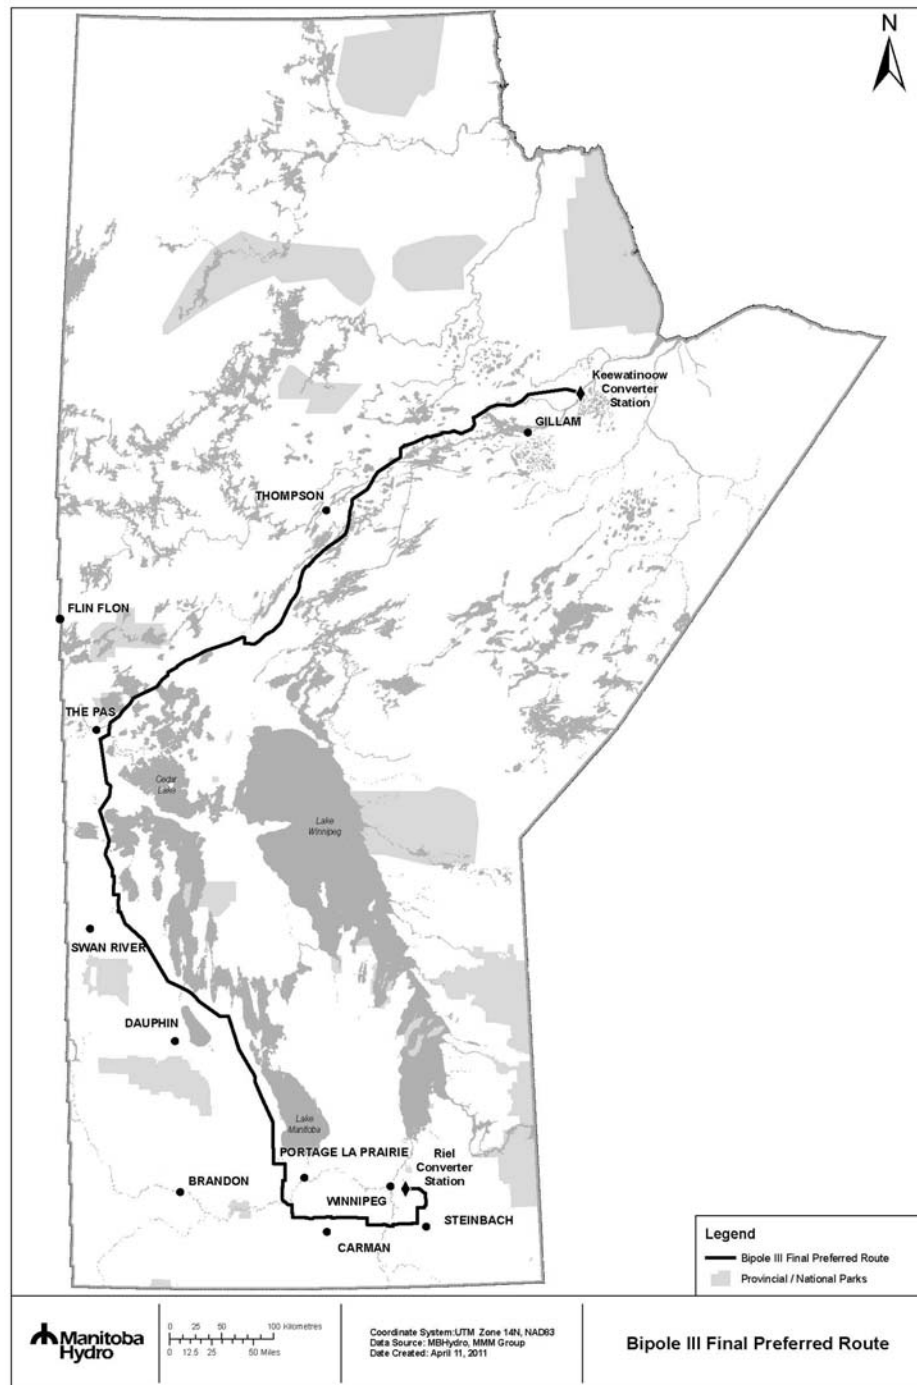 N
Keewatinoow
Converter
Station
GILLAM
THOMPSON
FLIN FLON
THE PAS
Cedar
Lake
Lake
Winnipeg
SWAN RIVER
DAUPHIN
Lake
Manitoba
PORTAGE LA PRAIRIE
Riel
Converter
Station
BRANDON
WINNIPEG
STEINBACH
CARMAN
Legend
Bipole III Final Preferred Route
Provincial / National Parks
Manitoba
Hydro
0 25 50 100 Kilometres
0 12.5 25 50 Miles
Coordinate System:UTM Zone 14N, NAD83
Data Source: MBHydro, MMM Group
Date Created: April 11, 2011
Bipole III Final Preferred Route